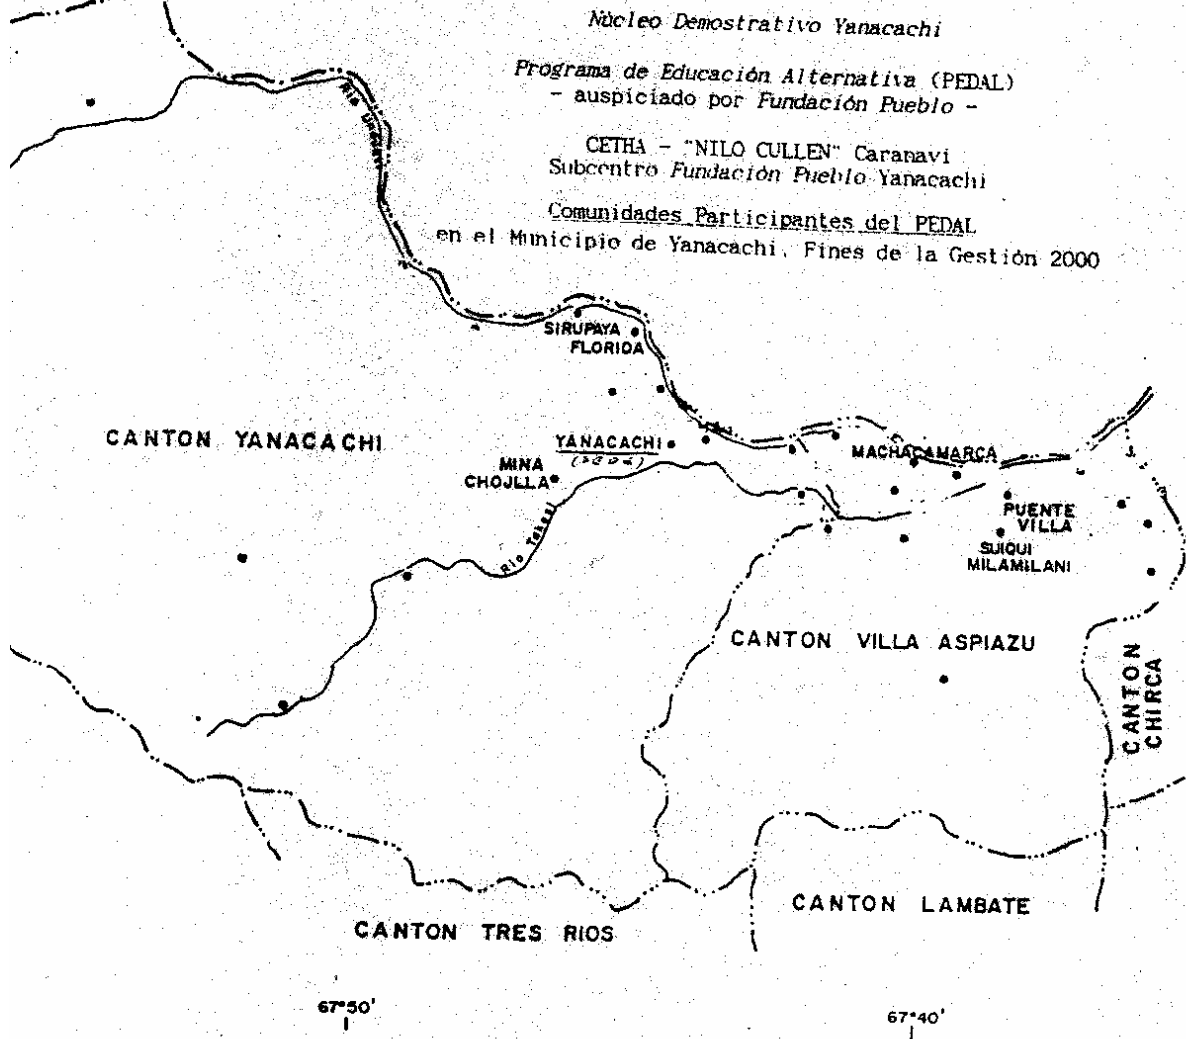 Núcleo Demostrativo Yanacachi
Programa de Educación Alternativa (PEDAL)
- auspiciado por Fundación Pueblo -
CETHA - "NILO CULLEN" Caranavi
Subcentro Fundación Pueblo Yanacachi
Comunidades Participantes del PEDAL
en el Municipio de Yanacachi, Fines de la Gestión 2000
Río
SIRUPAYA
FLORIDA
CANTON YANACACHI
YANACACHI
MACHACAMARCA
MINA
CHOJLLA
Río Takesi
PUENTE
VILLA
SUIQUI
MILAMILANI
CANTON VILLA ASPIAZU
CANTON
CHIRCA
CANTON LAMBATE
CANTON TRES RIOS
67°50'
67°40'